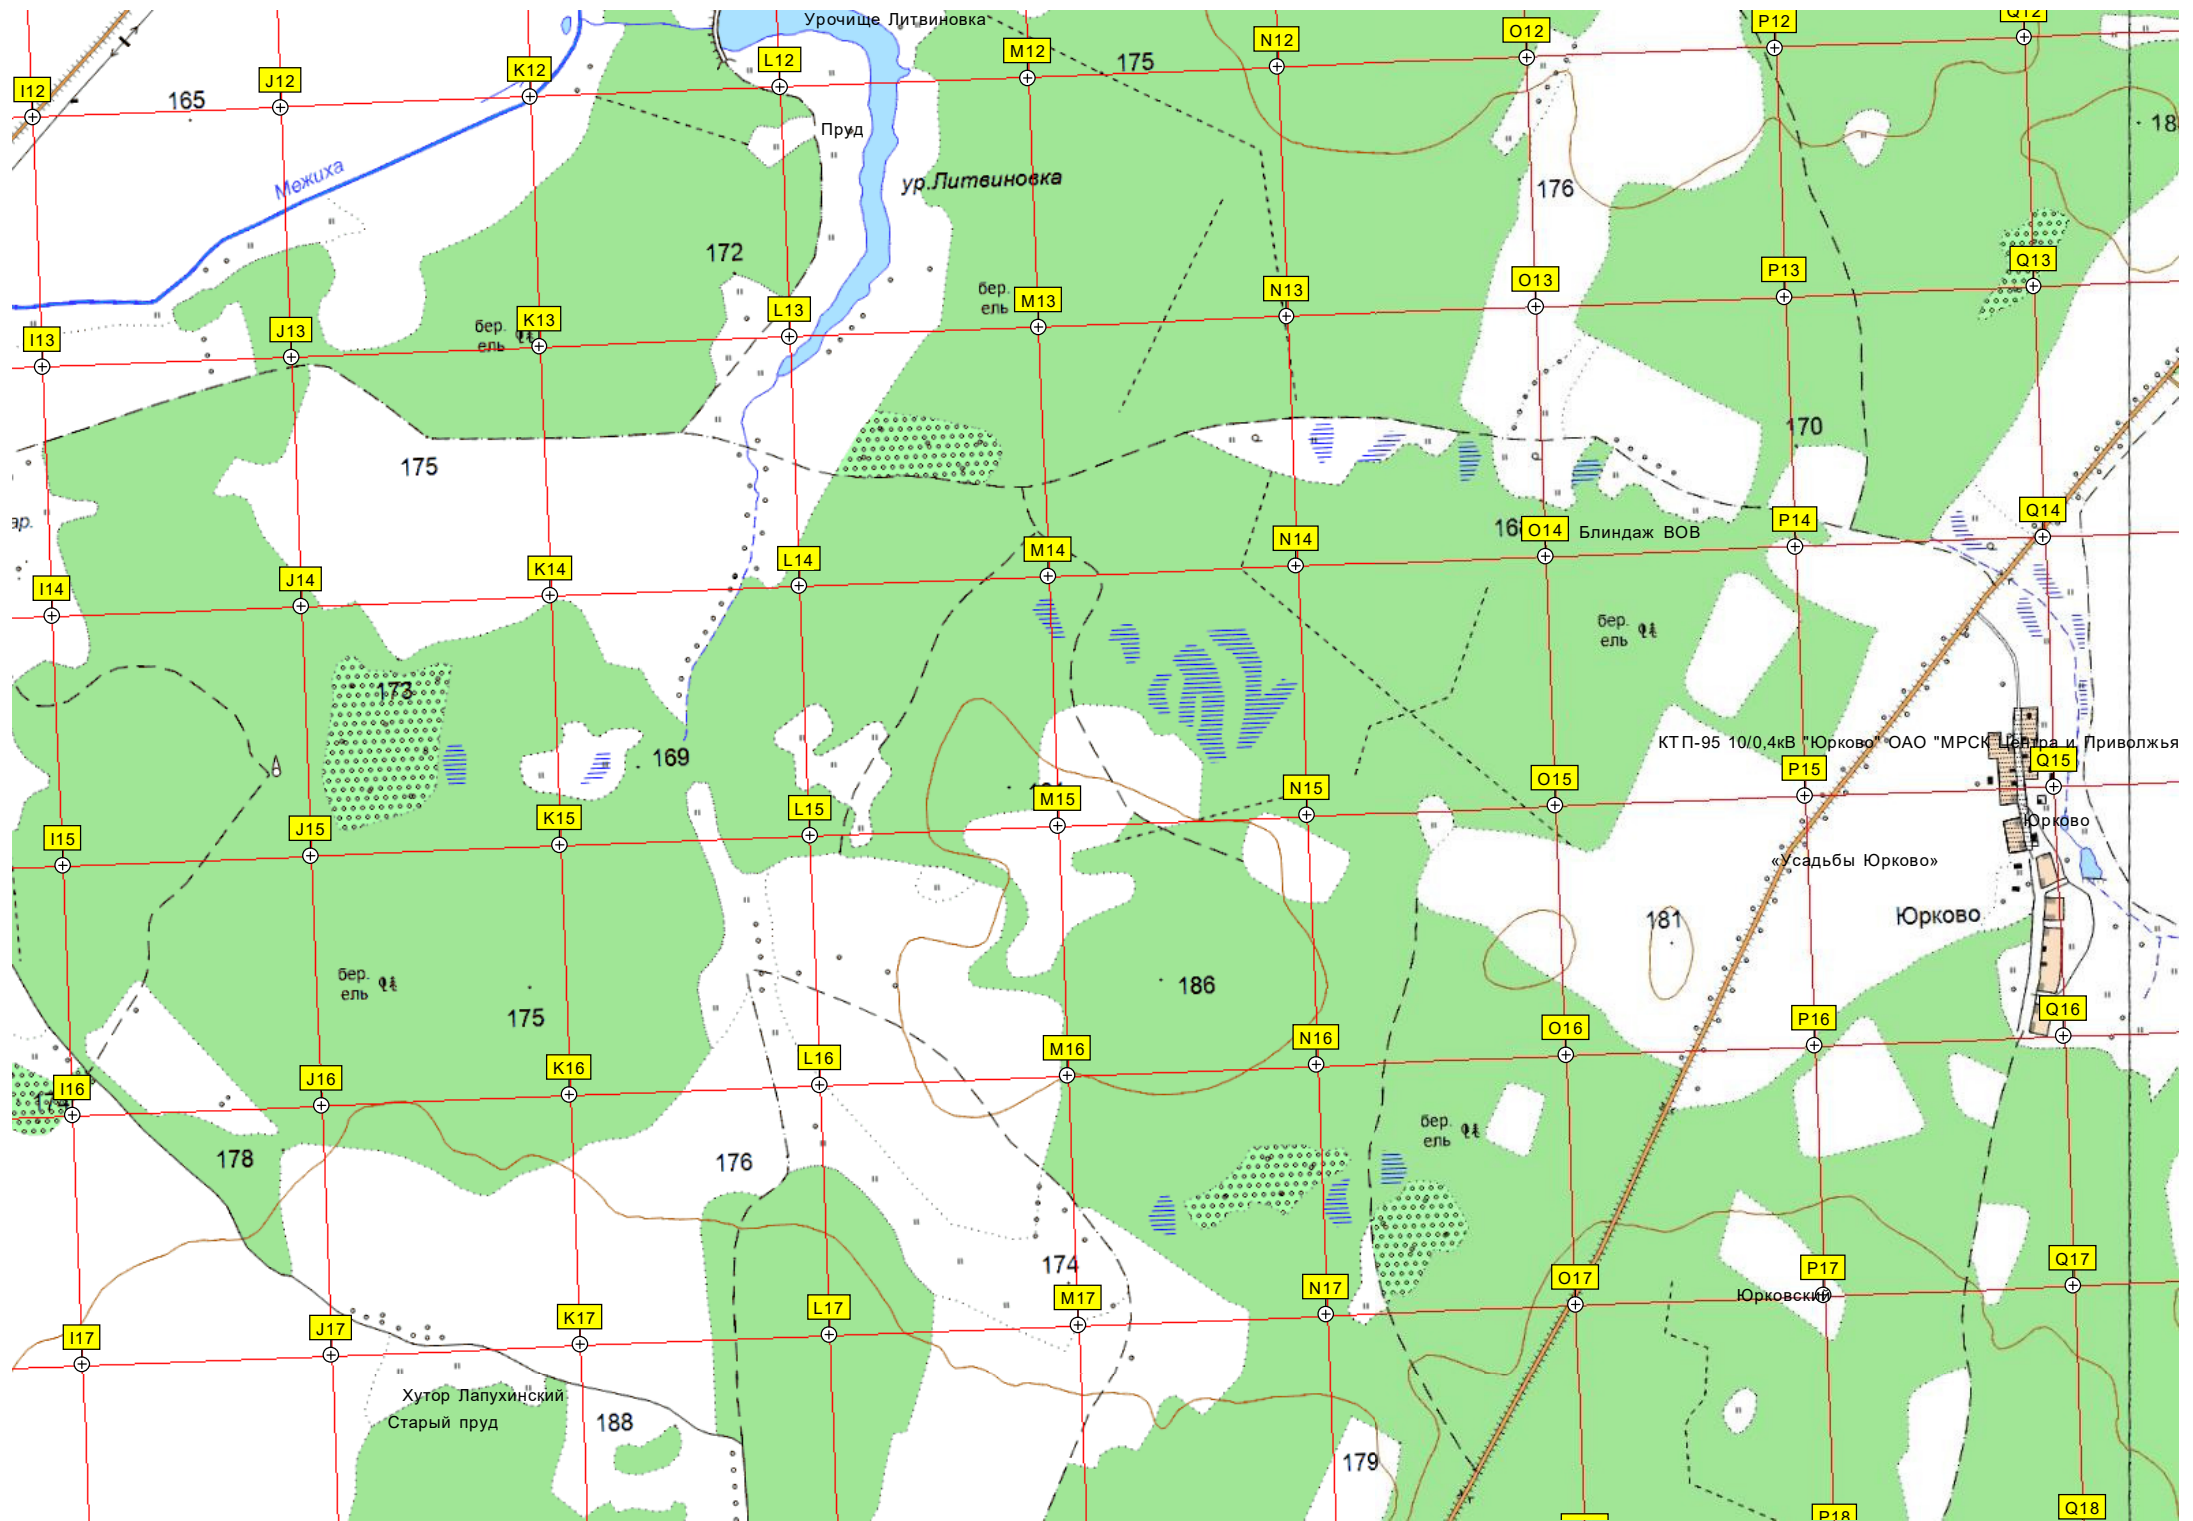 Урочище Литвиновка
P12
Q12
O12
N12
M12
175
L12
K12
J12
I12
165
Пруд
18
Межиха
ур.Литвиновка
176
172
Q13
P13
O13
N13
бер.
ель
M13
L13
K13
бер.
ель
J13
I13
170
175
Q14
P14
O14
Блиндаж ВОВ
N14
M14
L14
K14
J14
I14
бер.
ель
173
169
КТП-95 10/0,4кВ "Юрково" ОАО "МРСК Центра и Приволжья
Q15
P15
O15
N15
M15
L15
K15
J15
I15
Юрково
«Усадьбы Юрково»
181
Юрково
бер.
ель
186
175
Q16
P16
O16
N16
M16
L16
K16
J16
I16
бер.
ель
178
176
174
Q17
P17
O17
N17
M17
L17
K17
J17
I17
Юрковский
Хутор Лапухинский
Старый пруд
188
179
Q18
P18